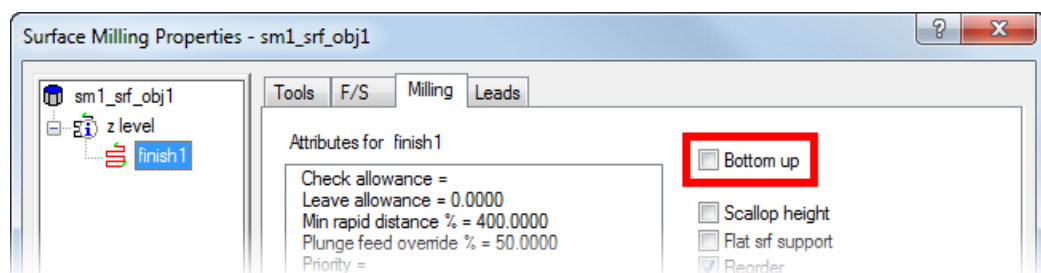 Surface Milling Properties - sm1_srf_obj1
sm1_srf_obj1
z level
finish1
Tools F/S Milling Leads
Attributes for finish1
Check allowance =
Leave allowance = 0.0000
Min rapid distance % = 400.0000
Plunge feed override % = 50.0000
Priority =
Bottom up
Scallop height
Flat srf support
Reorder